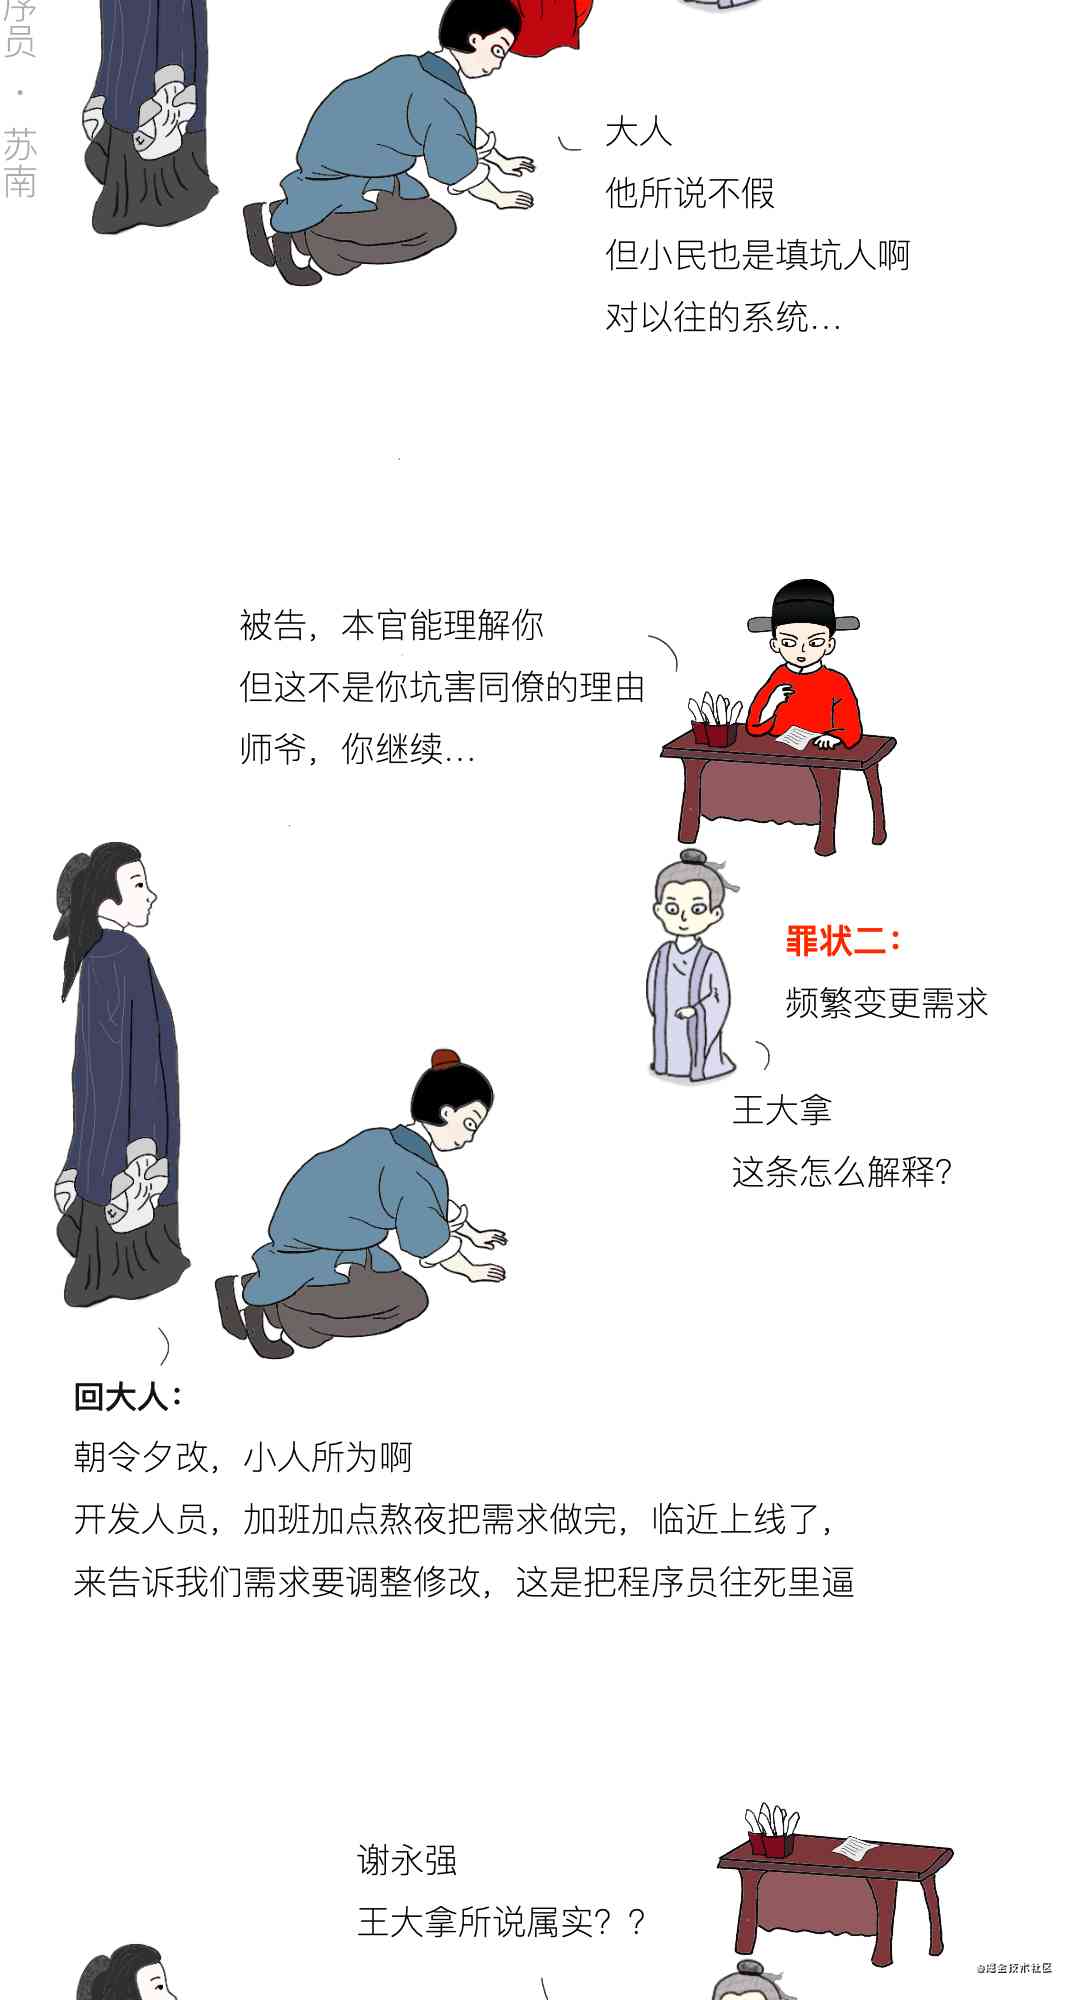 序员 · 苏南
大人
他所说不假
但小民也是填坑人啊
对以往的系统...
被告，本官能理解你
但这不是你坑害同僚的理由
师爷，你继续...
罪状二：
频繁变更需求
王大拿
这条怎么解释？
回大人：
朝令夕改，小人所为啊
开发人员，加班加点熬夜把需求做完，临近上线了，
来告诉我们需求要调整修改，这是把程序员往死里逼
谢永强
王大拿所说属实？？
@掘金技术社区